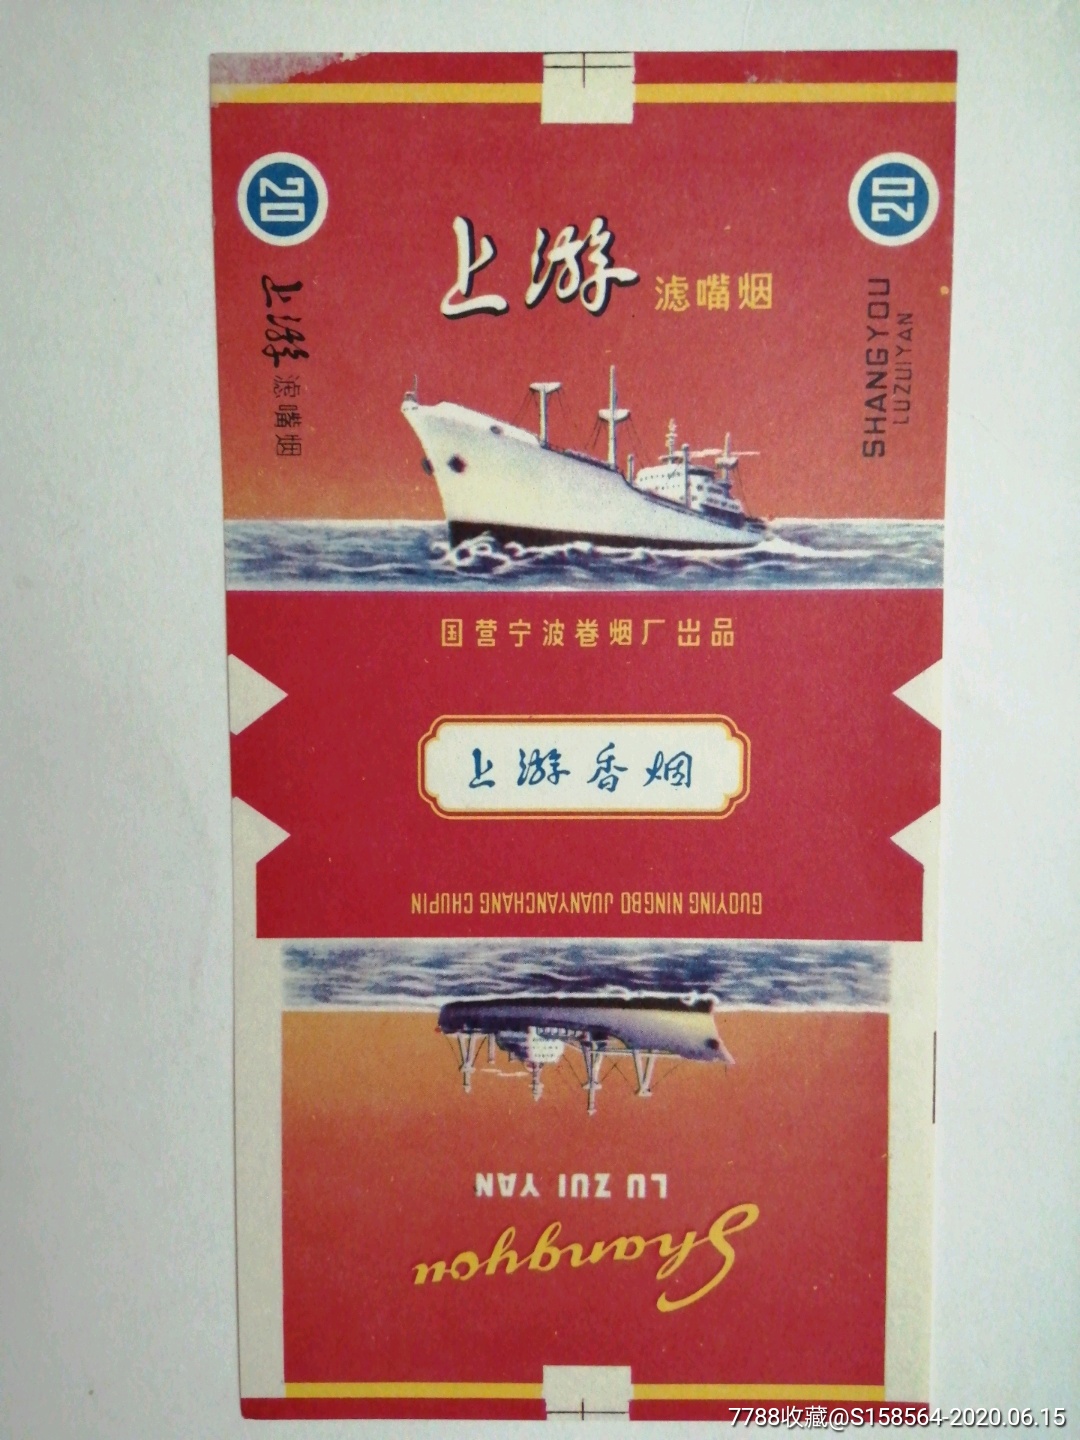 20
20
上游 滤嘴烟
上游 滤嘴烟
SHANGYOU
LUZUIYAN
国营宁波卷烟厂出品
上游香烟
GUOYING NINGBO JUANYANCHANG CHUPIN
LU ZUI YAN
Shangyou
7788收藏@S158564-2020.06.15